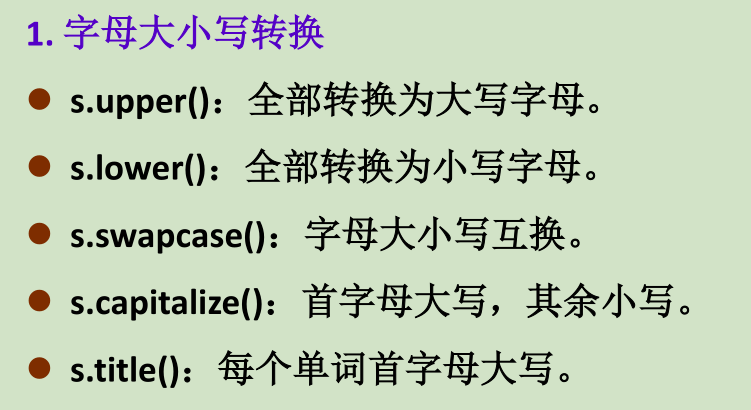 1. 字母大小写转换
● s.upper()：全部转换为大写字母。
● s.lower()：全部转换为小写字母。
● s.swapcase()：字母大小写互换。
● s.capitalize()：首字母大写，其余小写。
● s.title()：每个单词首字母大写。